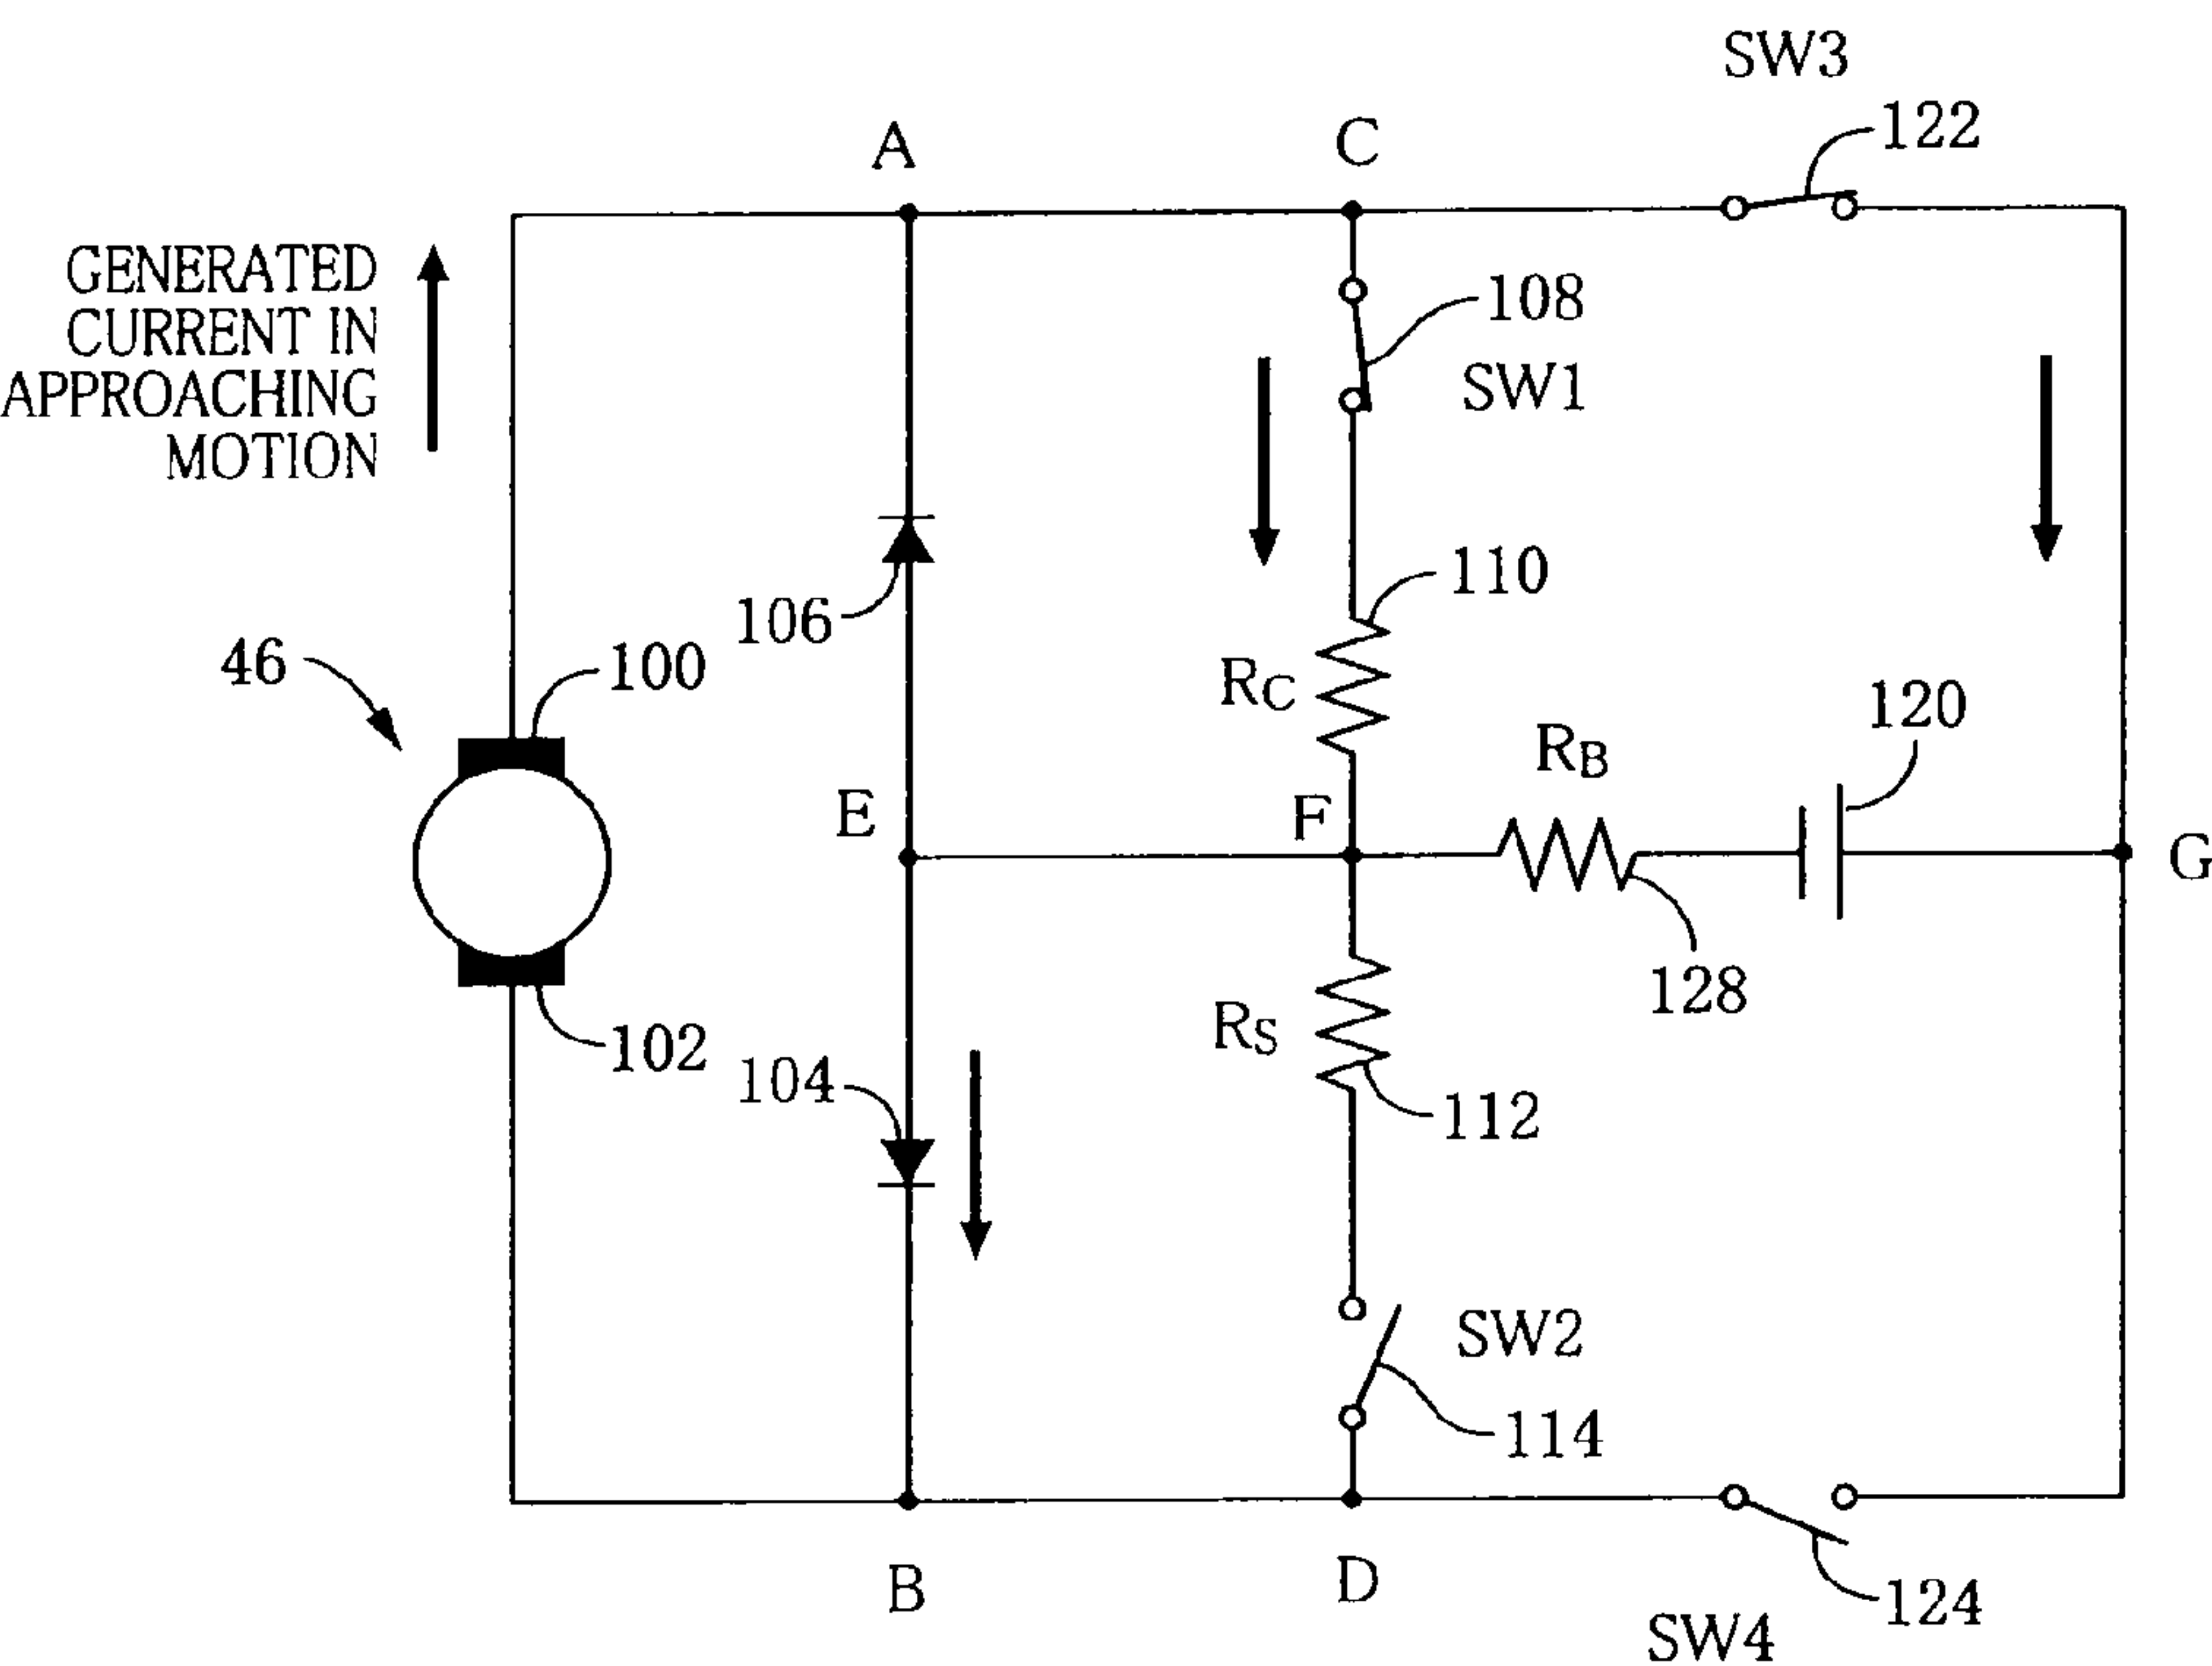 SW3
122
A
C
GENERATED
CURRENT IN
APPROACHING
MOTION
108
SW1
110
106
46
100
RC
120
RB
E
F
G
128
RS
102
104
112
SW2
114
B
D
124
SW4